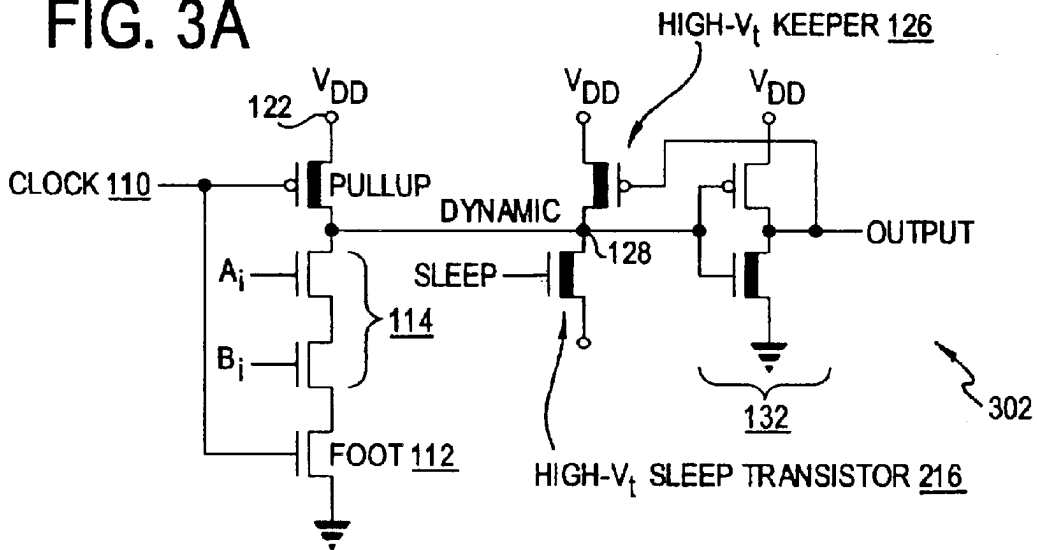 FIG. 3A
HIGH-Vt KEEPER 126
VDD
VDD
VDD
122
CLOCK 110
PULLUP
DYNAMIC
OUTPUT
128
Ai
SLEEP
114
Bi
132
302
FOOT 112
HIGH-Vt SLEEP TRANSISTOR 216